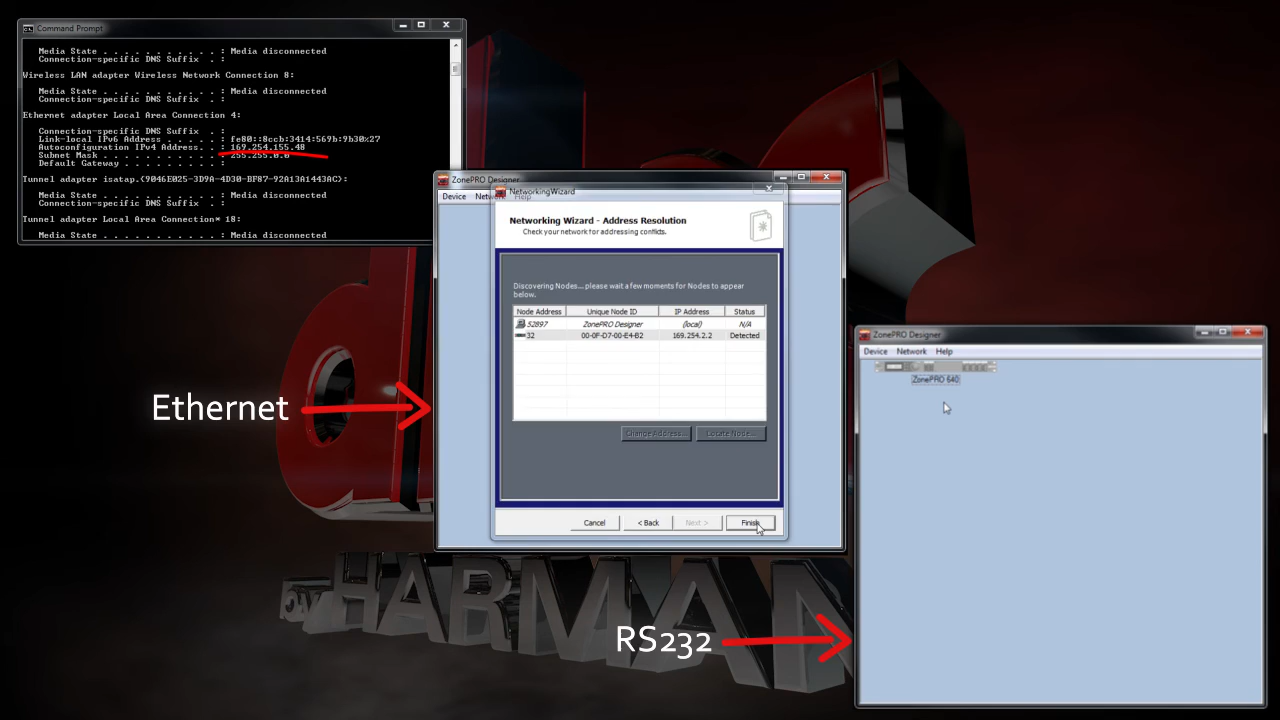 Command Prompt
Media State . . . . . . . . . . . : Media disconnected
Connection-specific DNS Suffix  . :
Wireless LAN adapter Wireless Network Connection 8:
Media State . . . . . . . . . . . : Media disconnected
Connection-specific DNS Suffix  . :
Ethernet adapter Local Area Connection 4:
Connection-specific DNS Suffix  . :
Link-local IPv6 Address . . . . . : fe80::8ccb:3414:569b:9b30%27
Autoconfiguration IPv4 Address. . : 169.254.155.48
Subnet Mask . . . . . . . . . . . : 255.255.0.0
Default Gateway . . . . . . . . . :
Tunnel adapter isatap.{9046E025-3D9A-4D30-BF87-92A13A1443AC}:
Media State . . . . . . . . . . . : Media disconnected
Connection-specific DNS Suffix  . :
Tunnel adapter Local Area Connection* 18:
Media State . . . . . . . . . . . : Media disconnected
ZonePRO Designer
Device Network Help
NetworkingWizard
Networking Wizard - Address Resolution
Check your network for addressing conflicts.
Discovering Nodes... please wait a few moments for Nodes to appear
below.
Node Address Unique Node ID IP Address Status
52897 ZonePRO Designer (local) N/A
32 00-0F-D7-00-E4-B2 169.254.2.2 Detected
Change Address... Locate Node...
Cancel < Back Next > Finish
ZonePRO Designer
Device Network Help
ZonePRO 640
Ethernet
RS232
by HARMAN